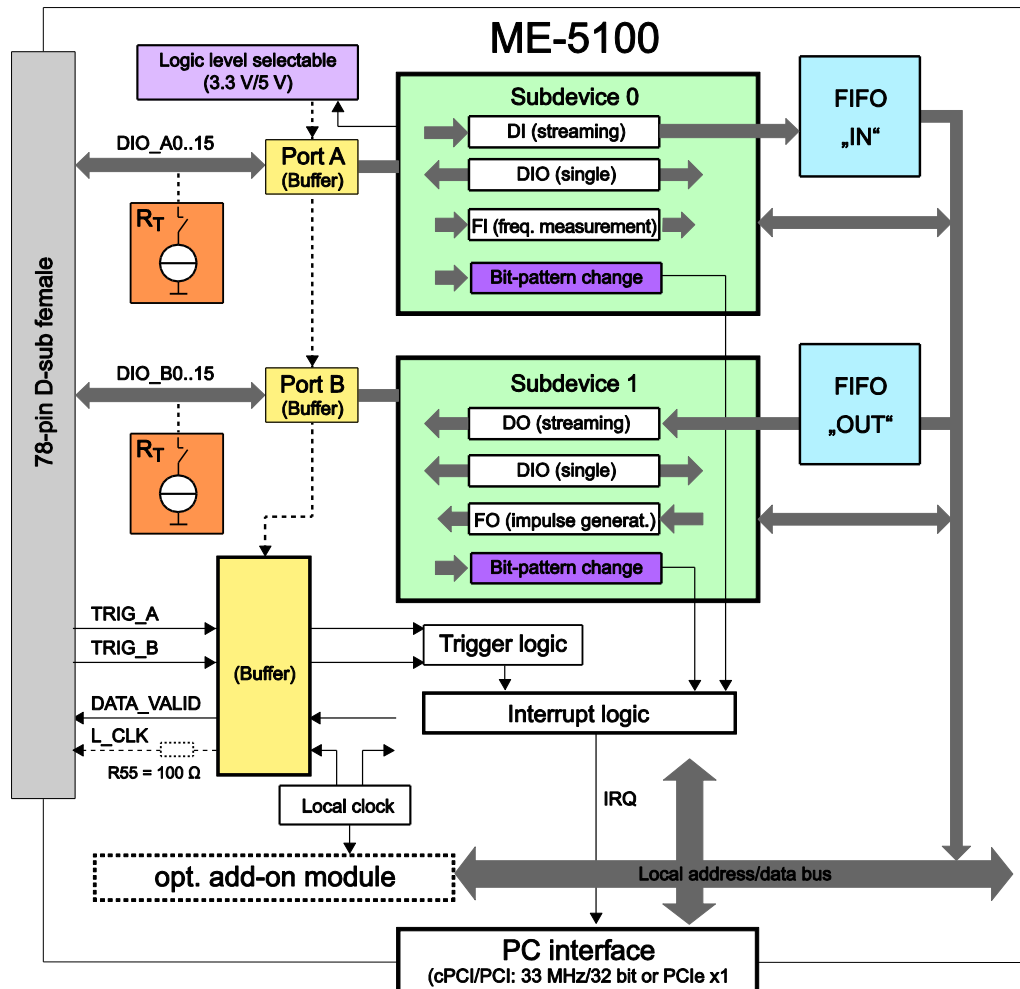 ME-5100
Logic level selectable
(3.3 V/5 V)
Subdevice 0
FIFO
„IN“
DI (streaming)
DIO_A0..15
Port A
(Buffer)
DIO (single)
RT
FI (freq. measurement)
Bit-pattern change
78-pin D-sub female
DIO_B0..15
Port B
(Buffer)
Subdevice 1
FIFO
„OUT“
DO (streaming)
RT
DIO (single)
FO (impulse generat.)
Bit-pattern change
TRIG_A
TRIG_B
(Buffer)
Trigger logic
DATA_VALID
L_CLK
R55 = 100 Ω
Interrupt logic
Local clock
IRQ
opt. add-on module
Local address/data bus
PC interface
(cPCI/PCI: 33 MHz/32 bit or PCIe x1